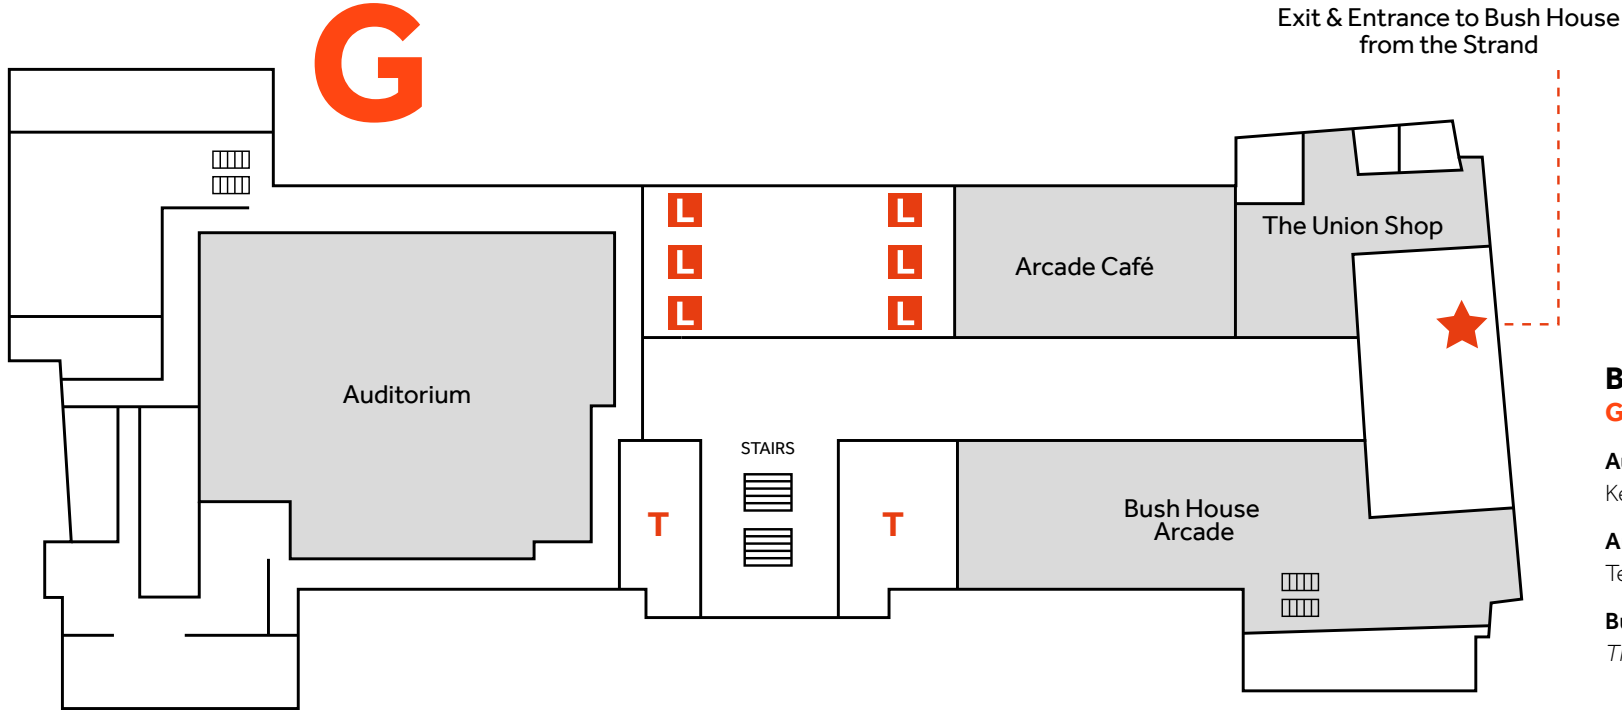 G
Exit & Entrance to Bush House
from the Strand
L
L
The Union Shop
L
L
Arcade Café
L
L
Auditorium
STAIRS
T
T
Bush House
Arcade